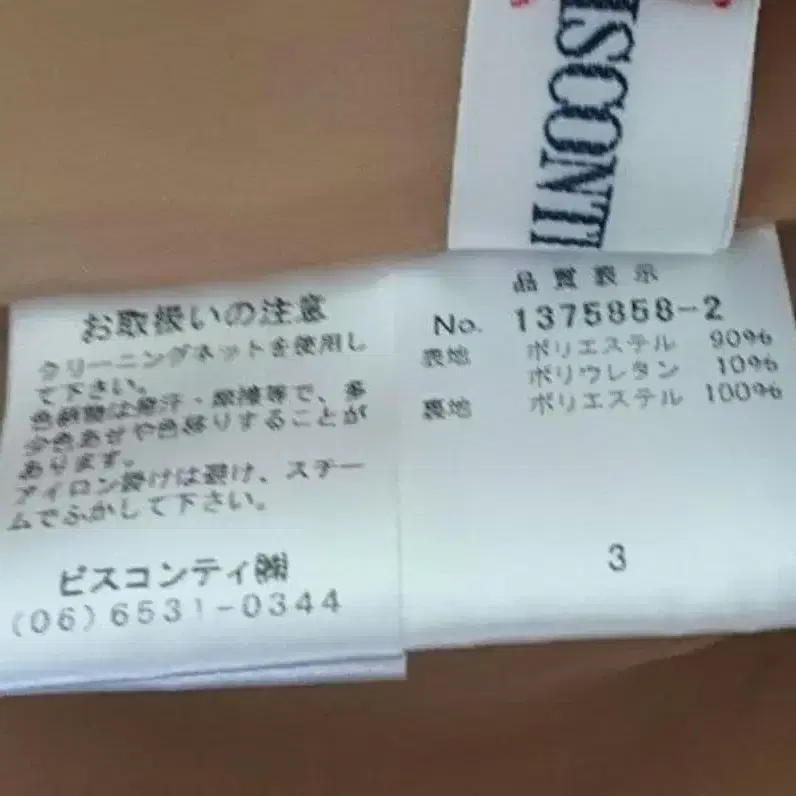 ISCONTI
お取扱いの注意
クリーニングネットを使用し
て下さい。
色柄物は発汗・摩擦等で、多
少色あせや色移りすることが
あります。
アイロン掛けは避け、スチー
ムでふかして下さい。
ビスコンティ㈱
(06)6531-0344
品質表示
No. 1375858-2
表地 ポリエステル 90%
ポリウレタン 10%
裏地 ポリエステル 100%
3